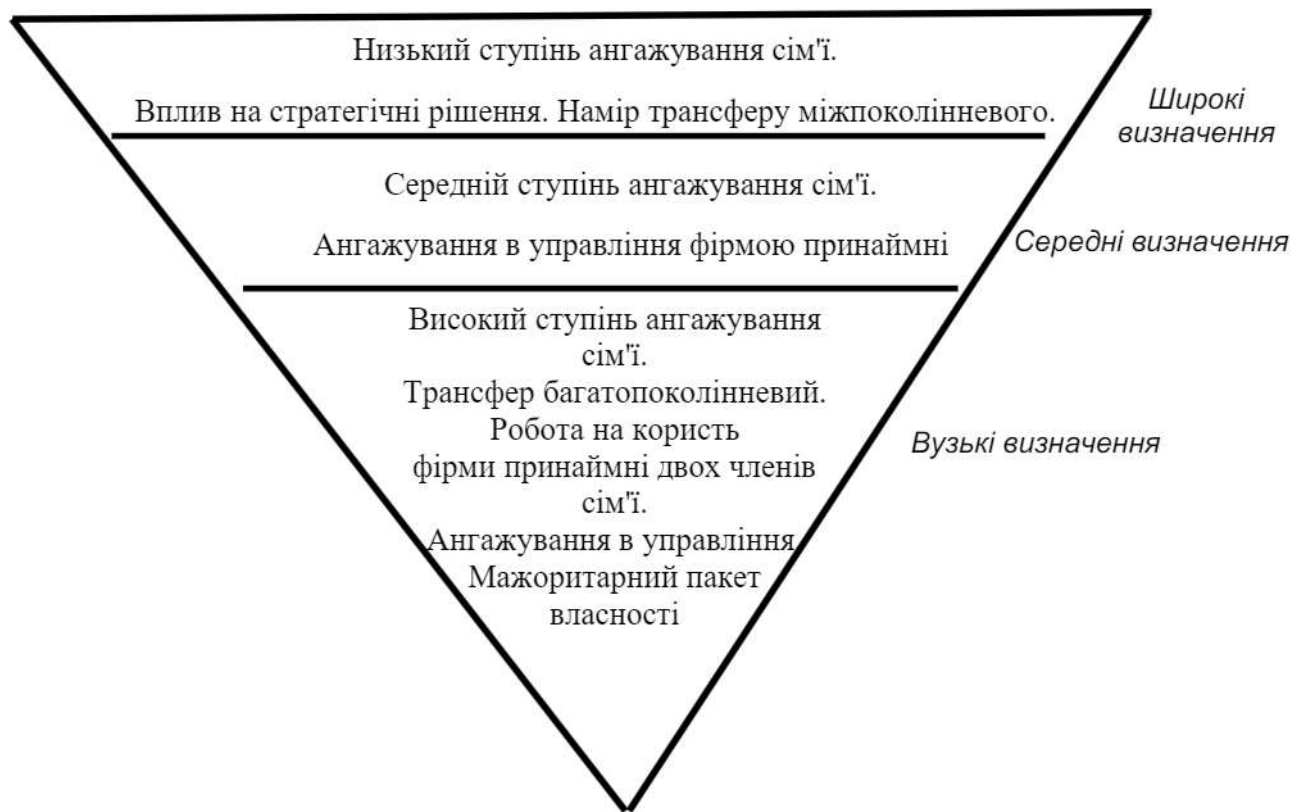 Низький ступінь ангажування сім'ї.
Вплив на стратегічні рішення. Намір трансферу міжпоколінневого.
Широкі
визначення
Середній ступінь ангажування сім'ї.
Ангажування в управління фірмою принаймні
Середні визначення
Високий ступінь ангажування
сім'ї.
Трансфер багатопоколінневий.
Робота на користь
фірми принаймні двох членів
сім'ї.
Ангажування в управління
Мажоритарний пакет
власності
Вузькі визначення